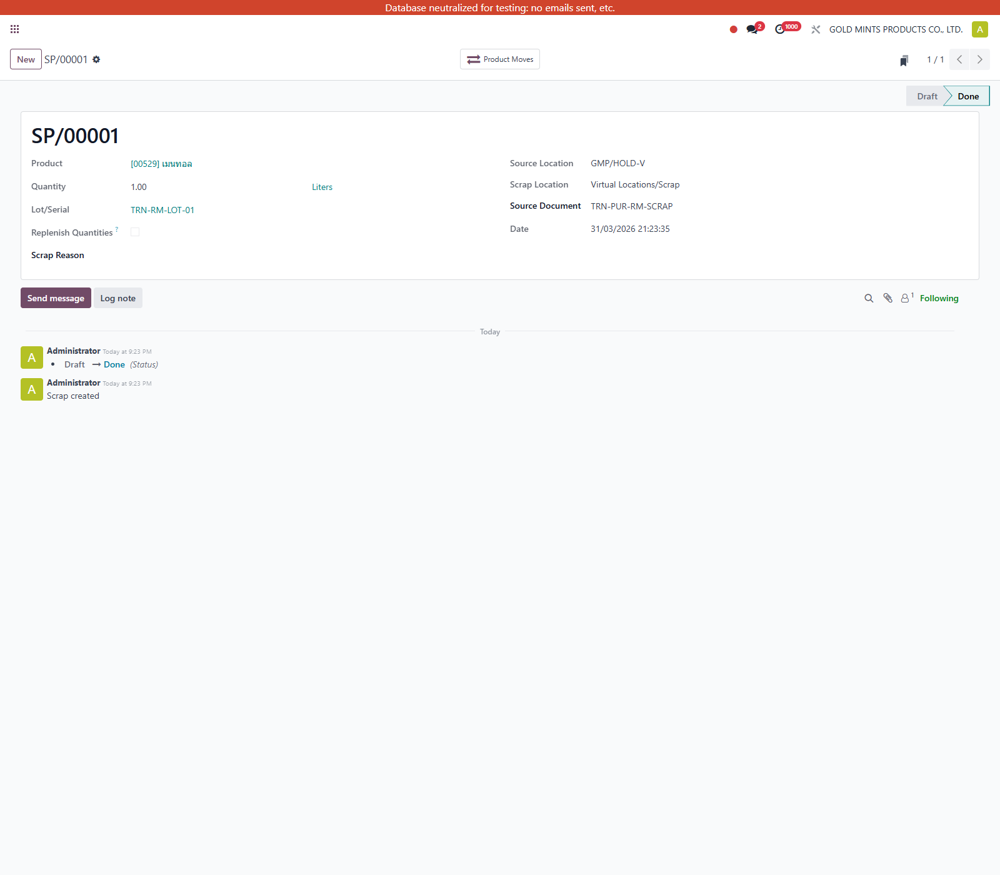 Database neutralized for testing: no emails sent, etc.
2
1000
GOLD MINTS PRODUCTS CO., LTD.
A
New
SP/00001
Product Moves
1 / 1
Draft
Done
SP/00001
Product
[00529] เมนทอล
Quantity
1.00
Liters
Lot/Serial
TRN-RM-LOT-01
Replenish Quantities ?
Scrap Reason
Source Location
GMP/HOLD-V
Scrap Location
Virtual Locations/Scrap
Source Document
TRN-PUR-RM-SCRAP
Date
31/03/2026 21:23:35
Send message
Log note
1
Following
Today
A
Administrator Today at 9:23 PM
• Draft → Done (Status)
A
Administrator Today at 9:23 PM
Scrap created